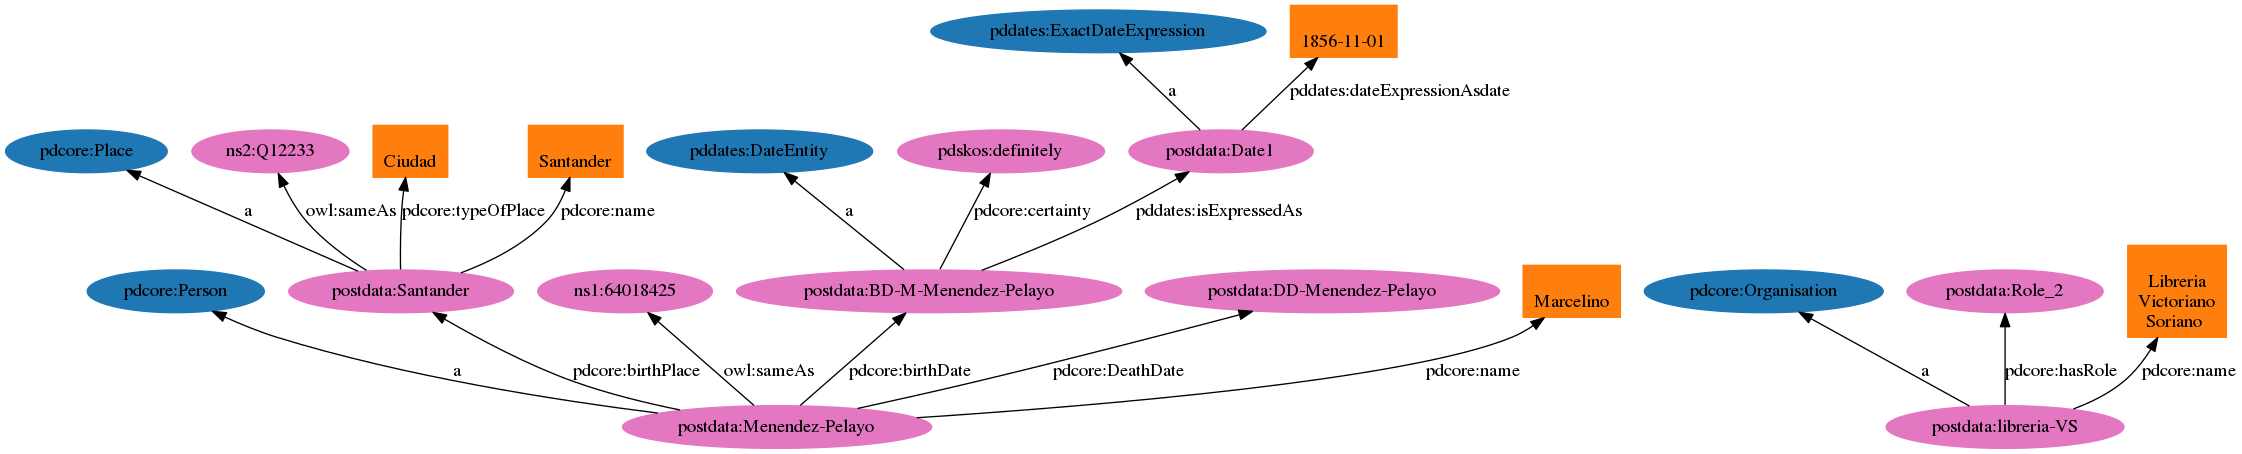 pddates:ExactDateExpression
1856-11-01
a
pddates:dateExpressionAsdate
pdcore:Place
ns2:Q12233
Ciudad
Santander
pddates:DateEntity
pdskos:definitely
postdata:Date1
a
owl:sameAs
pdcore:typeOfPlace
pdcore:name
a
pdcore:certainty
pddates:isExpressedAs
pdcore:Person
postdata:Santander
ns1:64018425
postdata:BD-M-Menendez-Pelayo
postdata:DD-Menendez-Pelayo
Marcelino
pdcore:Organisation
postdata:Role_2
Libreria
Victoriano
Soriano
a
pdcore:birthPlace
owl:sameAs
pdcore:birthDate
pdcore:DeathDate
pdcore:name
a
pdcore:hasRole
pdcore:name
postdata:Menendez-Pelayo
postdata:libreria-VS